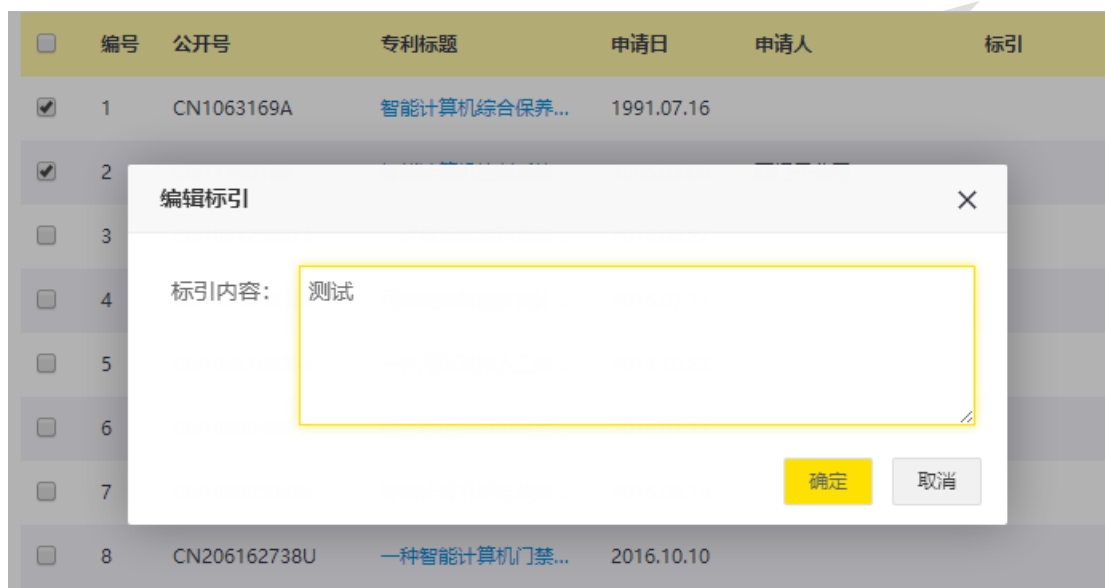 编号 公开号 专利标题 申请日 申请人 标引
1 CN1063169A 智能计算机综合保养... 1991.07.16
2
编辑标引
3
标引内容： 测试
4
5
6
确定 取消
7
8 CN206162738U 一种智能计算机门禁... 2016.10.10